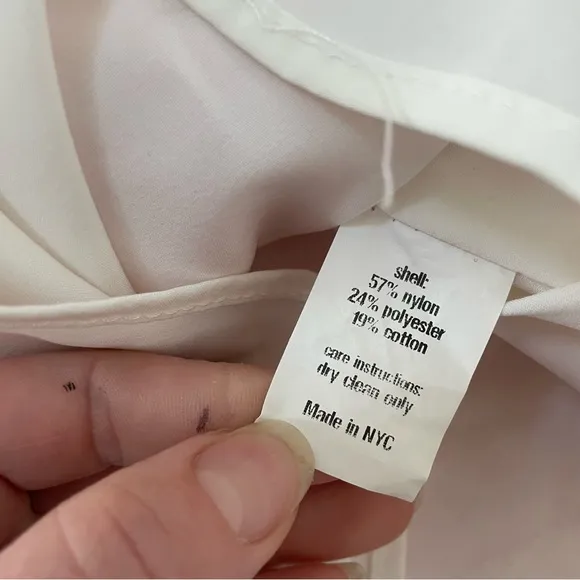 shell:
57% nylon
24% polyester
19% cotton
care instructions:
dry clean only
Made in NYC